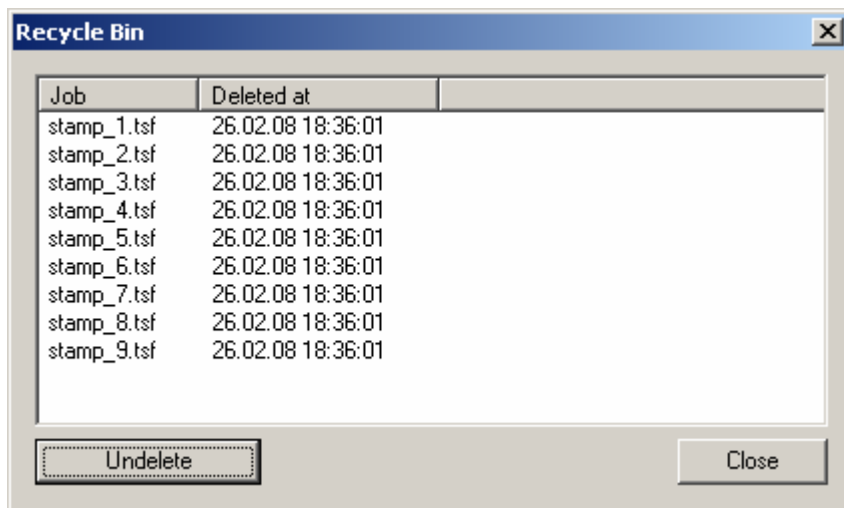 Recycle Bin
Job Deleted at
stamp_1.tsf 26.02.08 18:36:01
stamp_2.tsf 26.02.08 18:36:01
stamp_3.tsf 26.02.08 18:36:01
stamp_4.tsf 26.02.08 18:36:01
stamp_5.tsf 26.02.08 18:36:01
stamp_6.tsf 26.02.08 18:36:01
stamp_7.tsf 26.02.08 18:36:01
stamp_8.tsf 26.02.08 18:36:01
stamp_9.tsf 26.02.08 18:36:01
Undelete Close